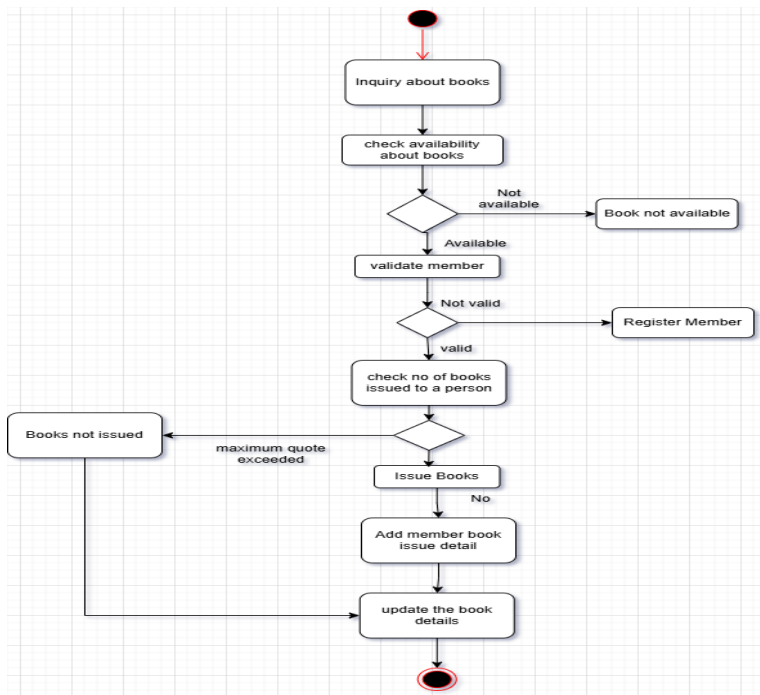 Inquiry about books
check availability
about books
Not
available
Book not available
Available
validate member
Not valid
Register Member
valid
check no of books
issued to a person
Books not issued
maximum quote
exceeded
Issue Books
No
Add member book
issue detail
update the book
details